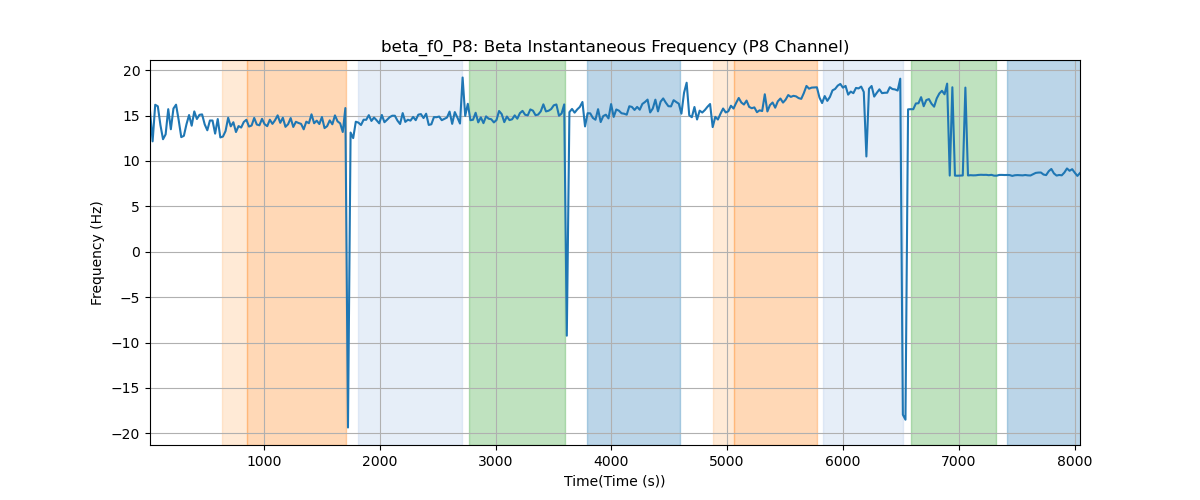 beta_f0_P8: Beta Instantaneous Frequency (P8 Channel)
20
15
10
5
0
−5
−10
−15
−20
Frequency (Hz)
1000 2000 3000 4000 5000 6000 7000 8000
Time(Time (s))